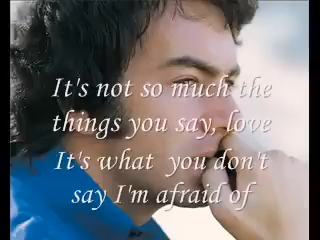 It's not so much the
things you say, love
It's what you don't
say I'm afraid of